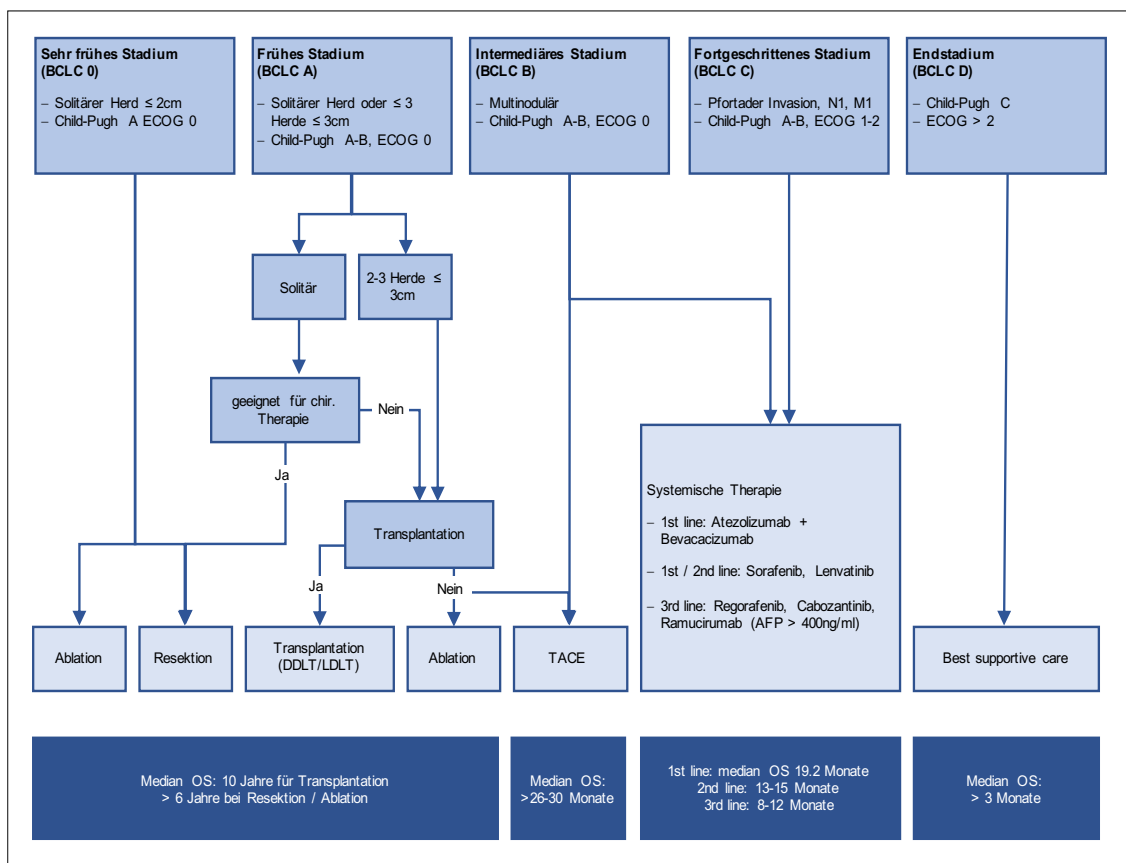 Sehr frühes Stadium
(BCLC 0)
– Solitärer Herd ≤ 2cm
– Child-Pugh A ECOG 0
Frühes Stadium
(BCLC A)
– Solitärer Herd oder ≤ 3
Herde ≤ 3cm
– Child-Pugh A-B, ECOG 0
Intermediäres Stadium
(BCLC B)
– Multinodulär
– Child-Pugh A-B, ECOG 0
Fortgeschrittenes Stadium
(BCLC C)
– Pfortader Invasion, N1, M1
– Child-Pugh A-B, ECOG 1-2
Endstadium
(BCLC D)
– Child-Pugh C
– ECOG > 2
Solitär
2-3 Herde ≤
3cm
geeignet für chir.
Therapie
Nein
Ja
Transplantation
Ja
Nein
Systemische Therapie
– 1st line: Atezolizumab +
Bevacacizumab
– 1st / 2nd line: Sorafenib, Lenvatinib
– 3rd line: Regorafenib, Cabozantinib,
Ramucirumab (AFP > 400ng/ml)
Ablation
Resektion
Transplantation
(DDLT/LDLT)
Ablation
TACE
Best supportive care
Median OS: 10 Jahre für Transplantation
> 6 Jahre bei Resektion / Ablation
Median OS:
>26-30 Monate
1st line: median OS 19.2 Monate
2nd line: 13-15 Monate
3rd line: 8-12 Monate
Median OS:
> 3 Monate